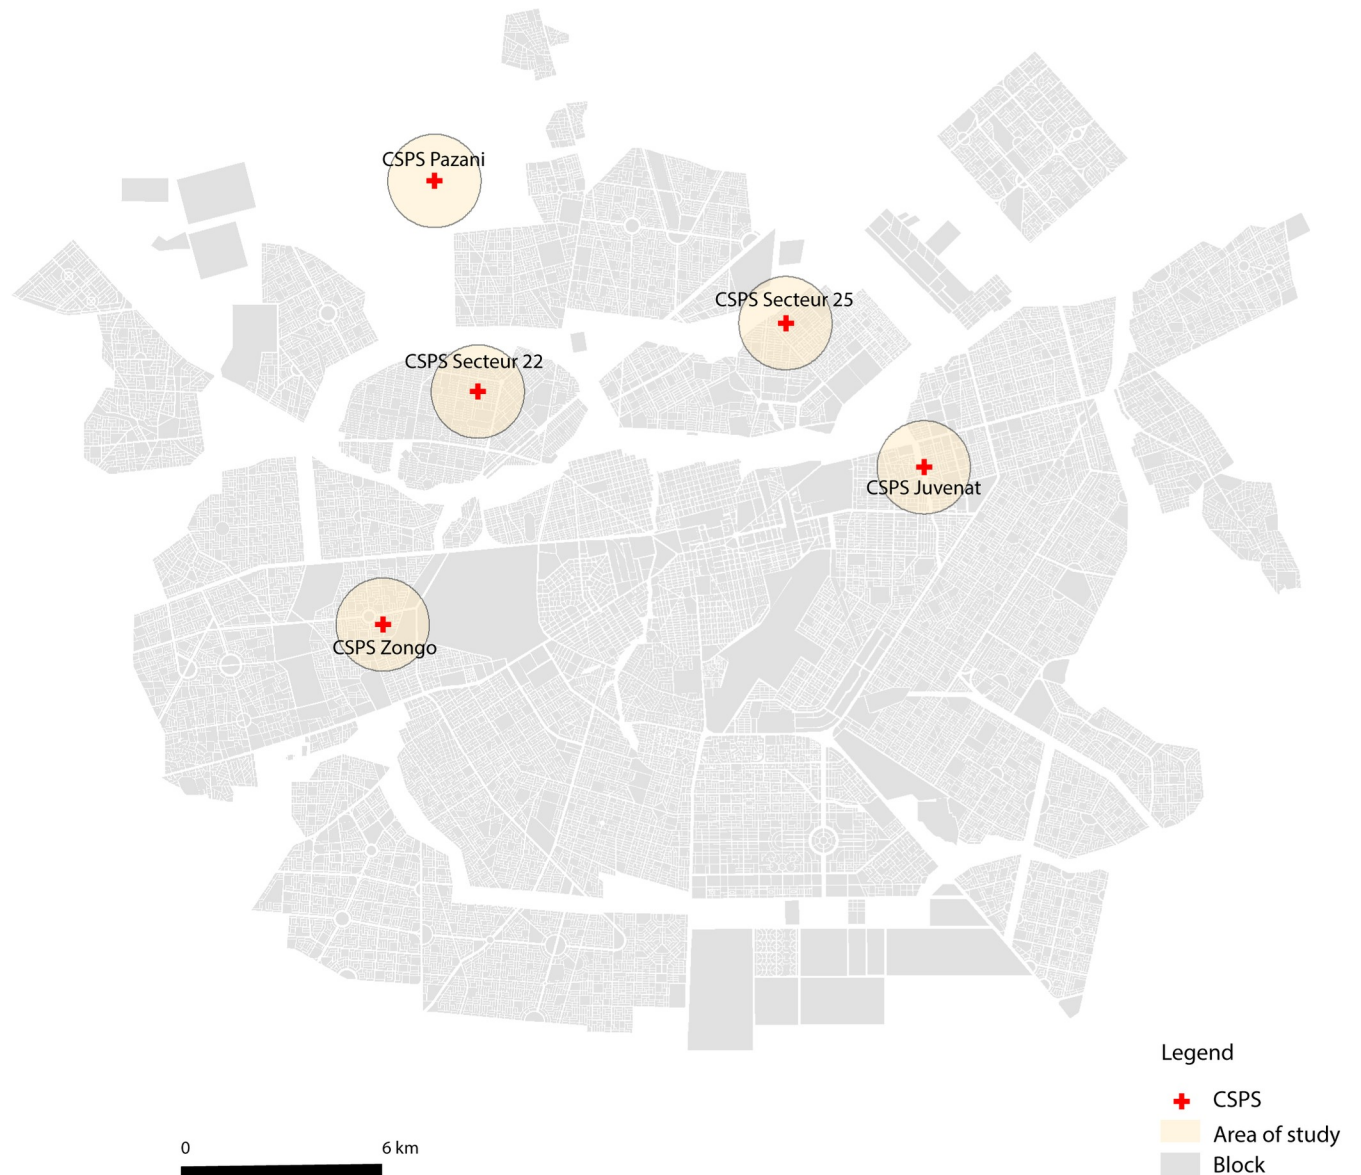 CSPS Pazani
CSPS Secteur 25
CSPS Secteur 22
CSPS Juvenat
CSPS Zongo
Legend
CSPS
Area of study
Block
0 6 km